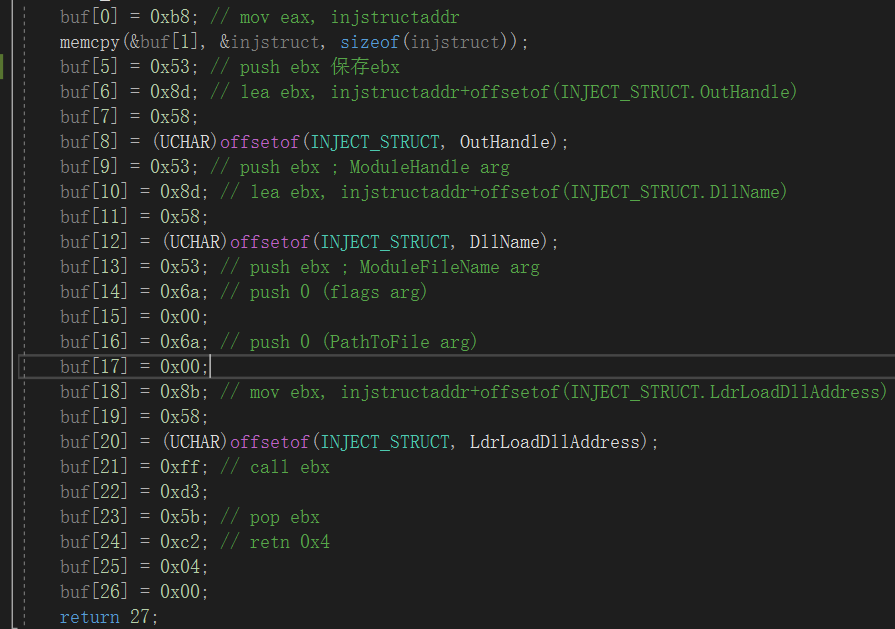 buf[0] = 0xb8; // mov eax, injstructaddr
memcpy(&buf[1], &injstruct, sizeof(injstruct));
buf[5] = 0x53; // push ebx 保存ebx
buf[6] = 0x8d; // lea ebx, injstructaddr+offsetof(INJECT_STRUCT.OutHandle)
buf[7] = 0x58;
buf[8] = (UCHAR)offsetof(INJECT_STRUCT, OutHandle);
buf[9] = 0x53; // push ebx ; ModuleHandle arg
buf[10] = 0x8d; // lea ebx, injstructaddr+offsetof(INJECT_STRUCT.DllName)
buf[11] = 0x58;
buf[12] = (UCHAR)offsetof(INJECT_STRUCT, DllName);
buf[13] = 0x53; // push ebx ; ModuleFileName arg
buf[14] = 0x6a; // push 0 (flags arg)
buf[15] = 0x00;
buf[16] = 0x6a; // push 0 (PathToFile arg)
buf[17] = 0x00;
buf[18] = 0x8b; // mov ebx, injstructaddr+offsetof(INJECT_STRUCT.LdrLoadDllAddress)
buf[19] = 0x58;
buf[20] = (UCHAR)offsetof(INJECT_STRUCT, LdrLoadDllAddress);
buf[21] = 0xff; // call ebx
buf[22] = 0xd3;
buf[23] = 0x5b; // pop ebx
buf[24] = 0xc2; // retn 0x4
buf[25] = 0x04;
buf[26] = 0x00;
return 27;